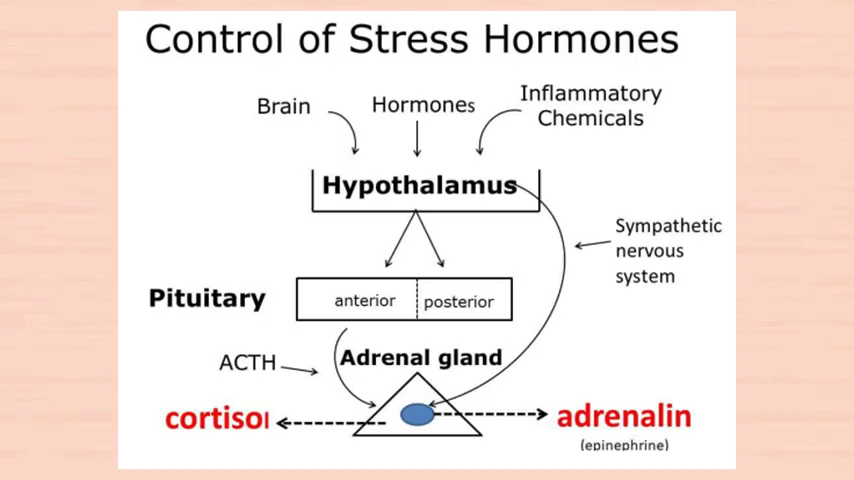 Control of Stress Hormones
Brain
Hormones
Inflammatory
Chemicals
Hypothalamus
Sympathetic
nervous
system
Pituitary
anterior
posterior
ACTH
Adrenal gland
cortisol
adrenalin
(epinephrine)